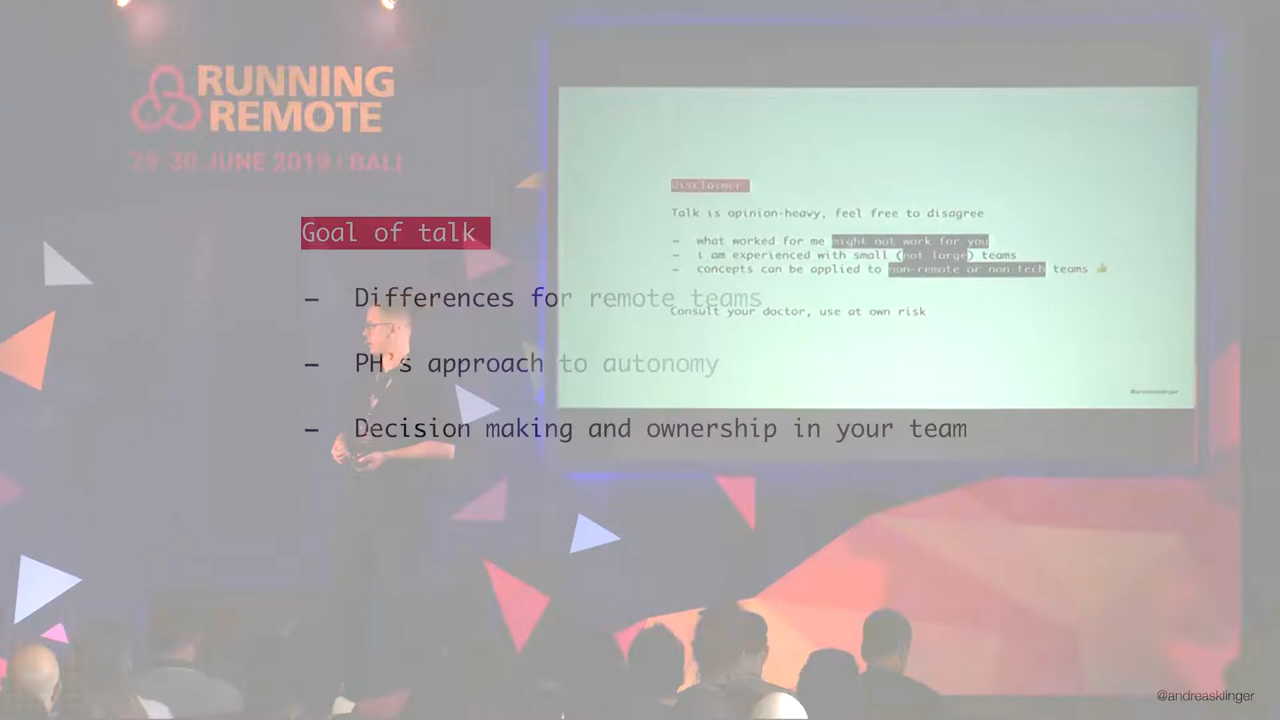 RUNNING
REMOTE
29-30 JUNE 2019 | BALI
Goal of talk
– Differences for remote teams
– PH's approach to autonomy
– Decision making and ownership in your team
Disclaimer
Talk is opinion-heavy, feel free to disagree
– what worked for me might not work for you
– i am experienced with small (not large) teams
– concepts can be applied to non-remote or non-tech teams 👍
Consult your doctor, use at own risk
@andreasklinger
@andreasklinger